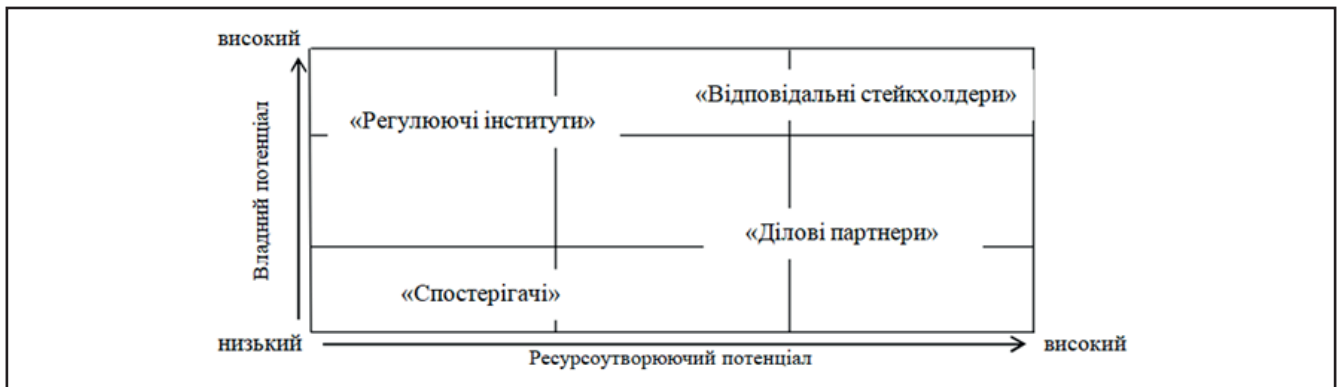 високий
«Відповідальні стейкхолдери»
«Регулюючі інститути»
Владний потенціал
«Ділові партнери»
«Спостерігачі»
низький
високий
Ресурсоутворюючий потенціал